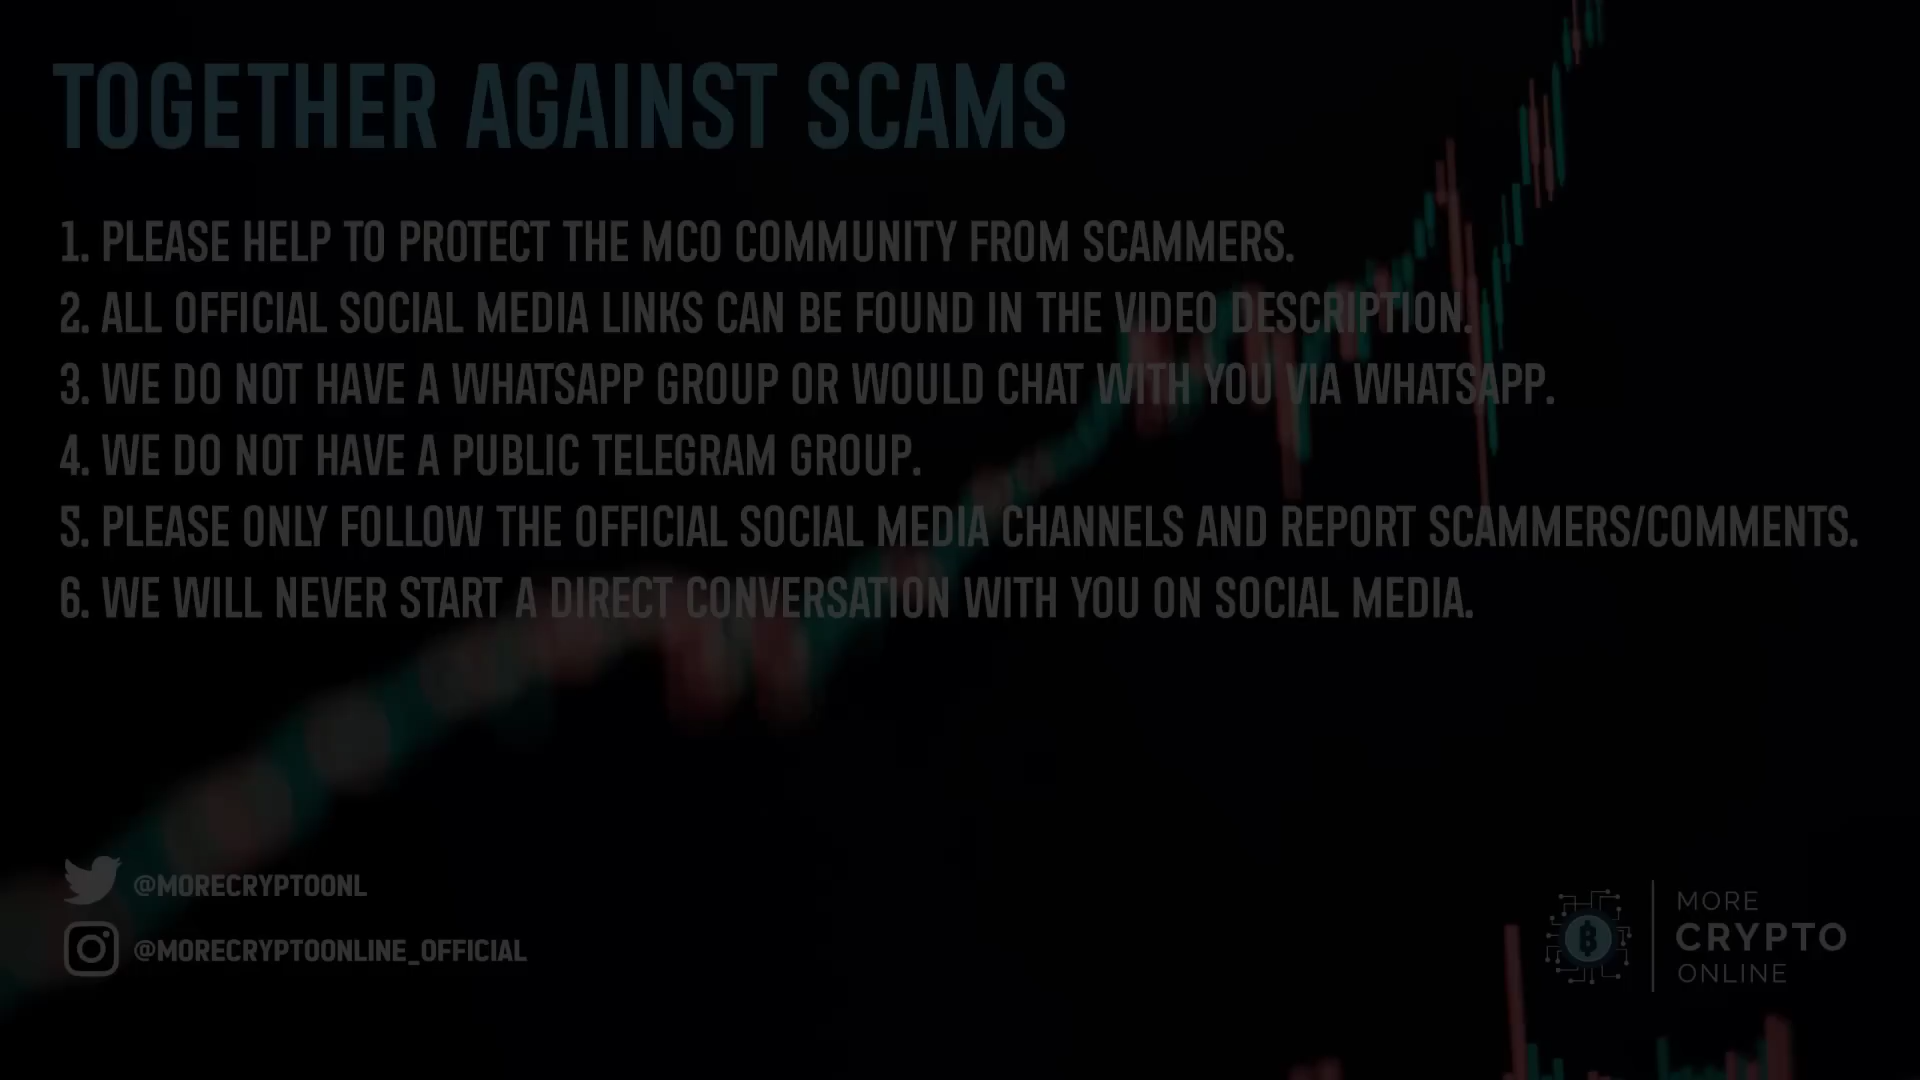 TOGETHER AGAINST SCAMS
1. PLEASE HELP TO PROTECT THE MCO COMMUNITY FROM SCAMMERS.
2. ALL OFFICIAL SOCIAL MEDIA LINKS CAN BE FOUND IN THE VIDEO DESCRIPTION.
3. WE DO NOT HAVE A WHATSAPP GROUP OR WOULD CHAT WITH YOU VIA WHATSAPP.
4. WE DO NOT HAVE A PUBLIC TELEGRAM GROUP.
5. PLEASE ONLY FOLLOW THE OFFICIAL SOCIAL MEDIA CHANNELS AND REPORT SCAMMERS/COMMENTS.
6. WE WILL NEVER START A DIRECT CONVERSATION WITH YOU ON SOCIAL MEDIA.
@MORECRYPTOONL
@MORECRYPTOONLINE_OFFICIAL
MORE
CRYPTO
ONLINE